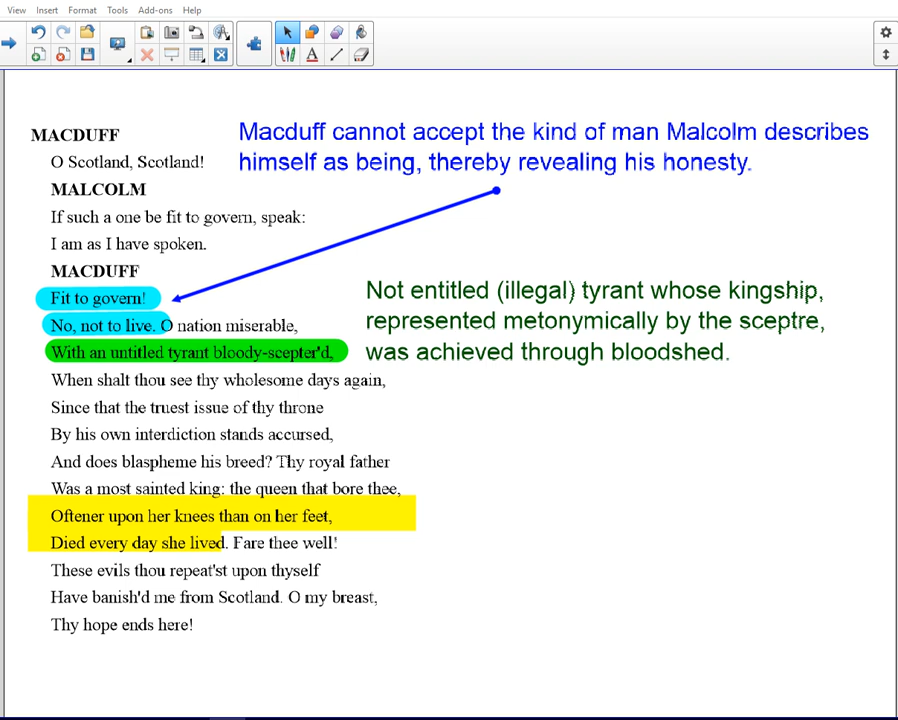 View Insert Format Tools Add-ons Help
MACDUFF
O Scotland, Scotland!
MALCOLM
If such a one be fit to govern, speak:
I am as I have spoken.
MACDUFF
Fit to govern!
No, not to live. O nation miserable,
With an untitled tyrant bloody-scepter'd,
When shalt thou see thy wholesome days again,
Since that the truest issue of thy throne
By his own interdiction stands accursed,
And does blaspheme his breed? Thy royal father
Was a most sainted king: the queen that bore thee,
Oftener upon her knees than on her feet,
Died every day she lived. Fare thee well!
These evils thou repeat'st upon thyself
Have banish'd me from Scotland. O my breast,
Thy hope ends here!
Macduff cannot accept the kind of man Malcolm describes
himself as being, thereby revealing his honesty.
Not entitled (illegal) tyrant whose kingship,
represented metonymically by the sceptre,
was achieved through bloodshed.